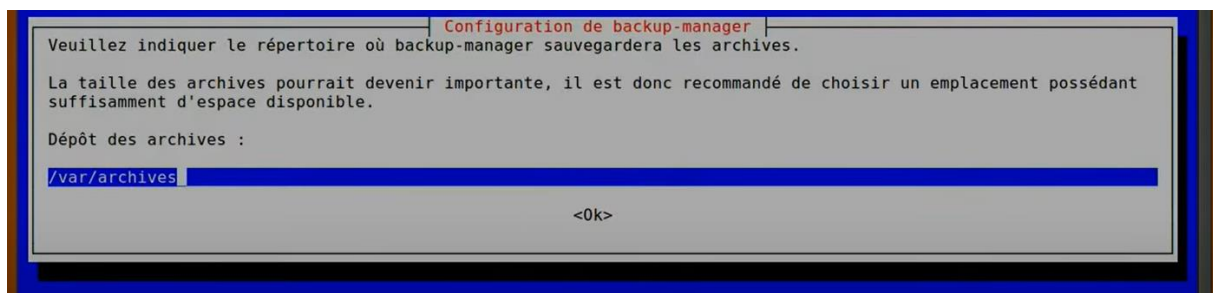 Configuration de backup-manager
Veuillez indiquer le répertoire où backup-manager sauvegardera les archives.
La taille des archives pourrait devenir importante, il est donc recommandé de choisir un emplacement possédant
suffisamment d'espace disponible.
Dépôt des archives :
/var/archives
<Ok>